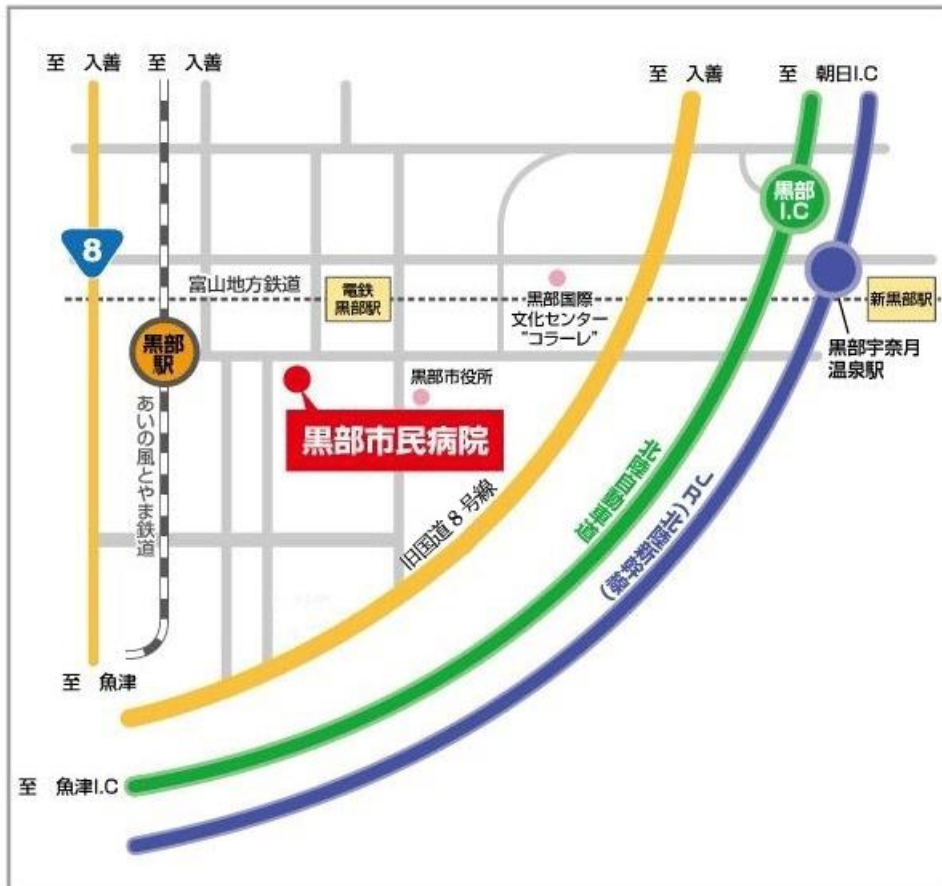 至 入善
至 入善
至 入善
至 朝日I.C
黒部
I.C
8
富山地方鉄道
電鉄
黒部駅
黒部国際
文化センター
"コラーレ"
新黒部駅
黒部宇奈月
温泉駅
黒部
駅
黒部市役所
黒部市民病院
あいの風とやま鉄道
旧国道8号線
北陸自動車道
JR(北陸新幹線)
至 魚津
至 魚津I.C